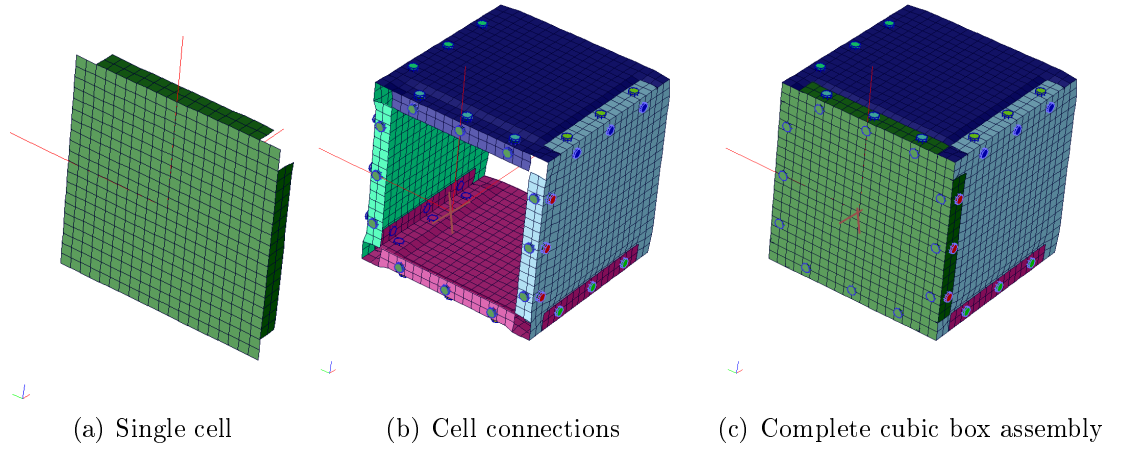 (a) Single cell
(b) Cell connections
(c) Complete cubic box assembly